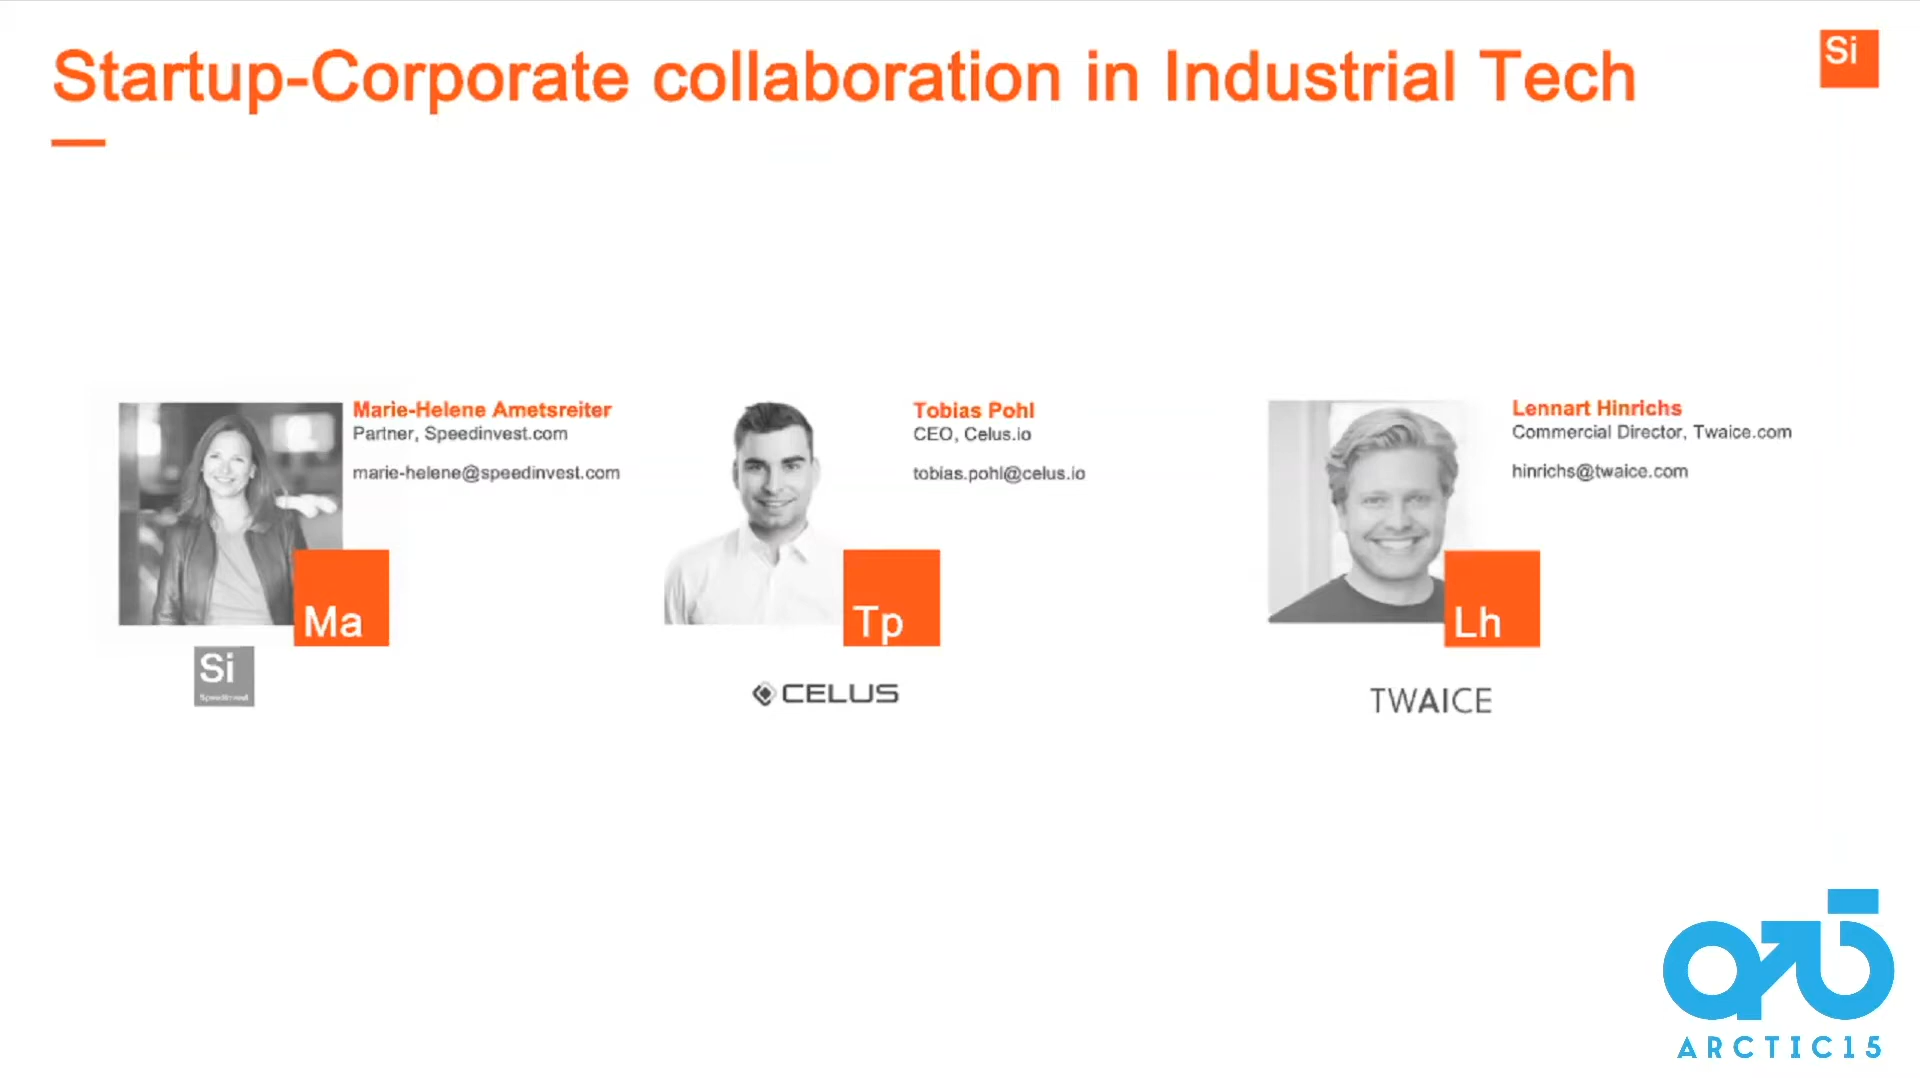 Startup-Corporate collaboration in Industrial Tech
Si
Marie-Helene Ametsreiter
Partner, Speedinvest.com
marie-helene@speedinvest.com
Ma
Si
Speedinvest
Tobias Pohl
CEO, Celus.io
tobias.pohl@celus.io
Tp
CELUS
Lennart Hinrichs
Commercial Director, Twaice.com
hinrichs@twaice.com
Lh
TWAICE
ARCTIC15